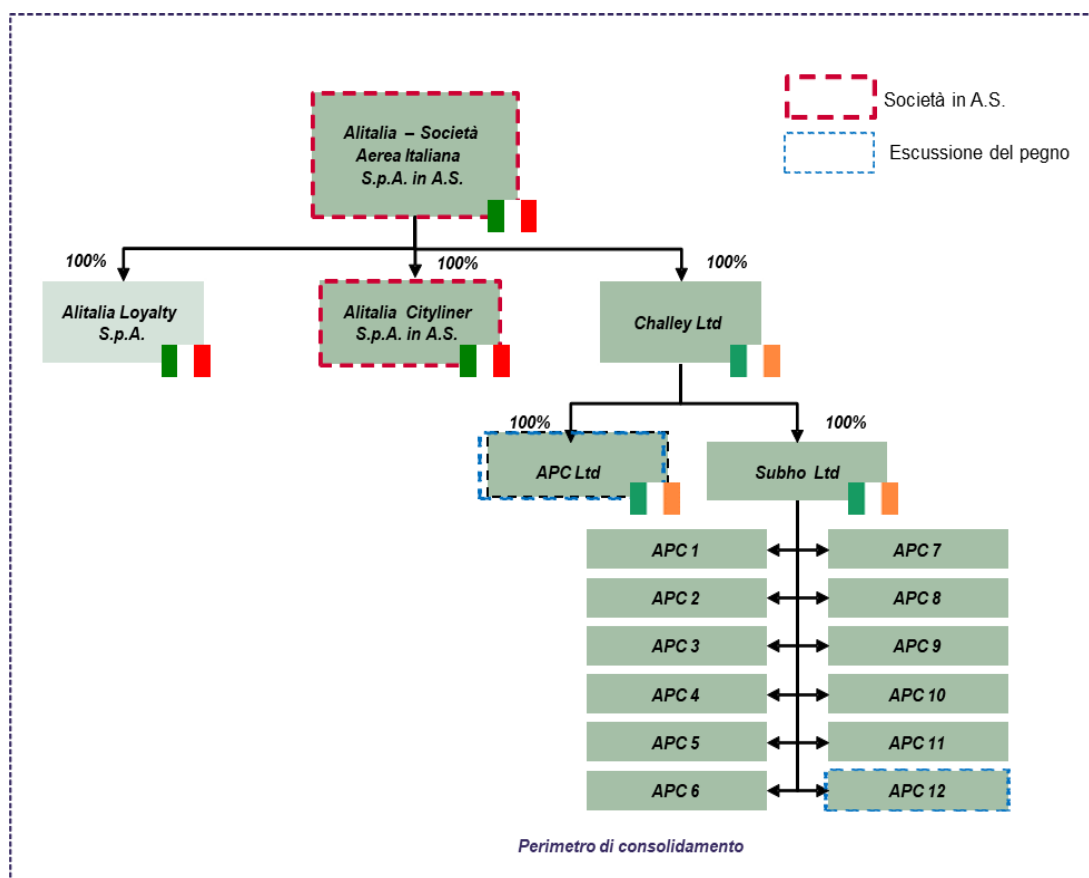 Società in A.S.
Escussione del pegno
Alitalia – Società
Aerea Italiana
S.p.A. in A.S.
100%
100%
100%
Alitalia Loyalty
S.p.A.
Alitalia Cityliner
S.p.A. in A.S.
Challey Ltd
100%
100%
APC Ltd
Subho Ltd
APC 1
APC 7
APC 2
APC 8
APC 3
APC 9
APC 4
APC 10
APC 5
APC 11
APC 6
APC 12
Perimetro di consolidamento